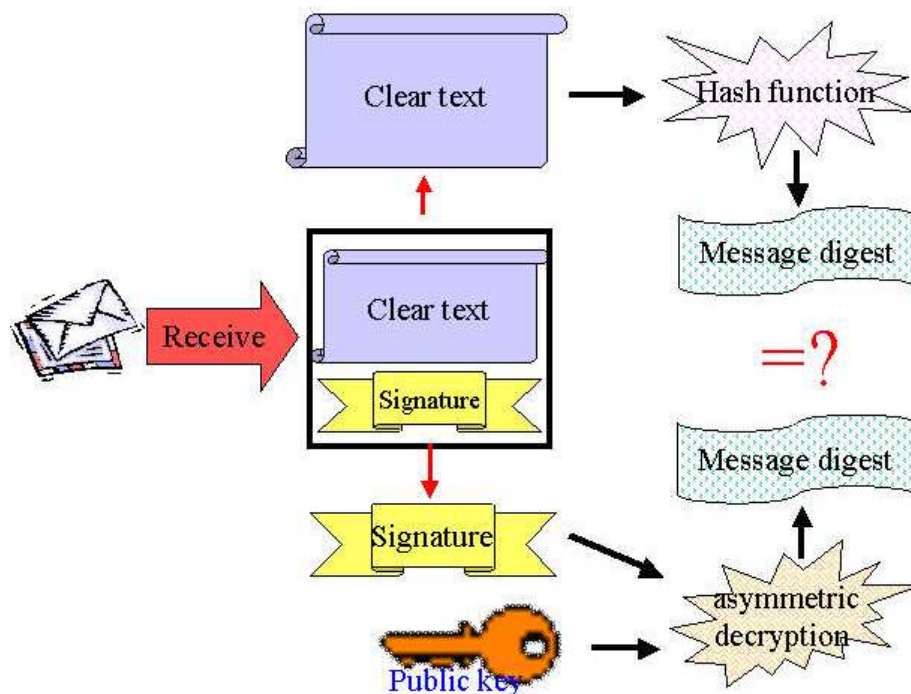 Clear text
Hash function
Message digest
Receive
Clear text
Signature
=?
Message digest
Signature
asymmetric
decryption
Public key